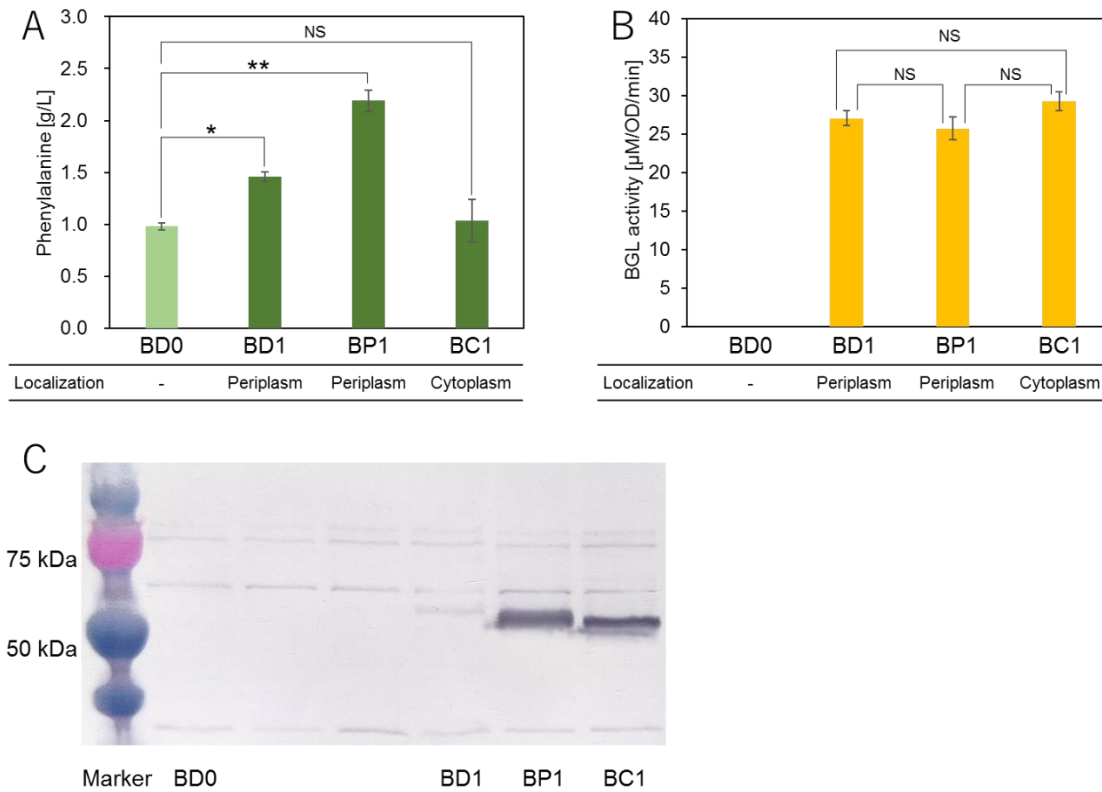 A
Phenylalanine [g/L]
3.0
2.5
2.0
1.5
1.0
0.5
0.0
NS
**
*
BD0 BD1 BP1 BC1
Localization - Periplasm Periplasm Cytoplasm
B
BGL activity [μM/OD/min]
40
35
30
25
20
15
10
5
0
NS
NS NS
BD0 BD1 BP1 BC1
Localization - Periplasm Periplasm Cytoplasm
C
75 kDa
50 kDa
Marker BD0 BD1 BP1 BC1